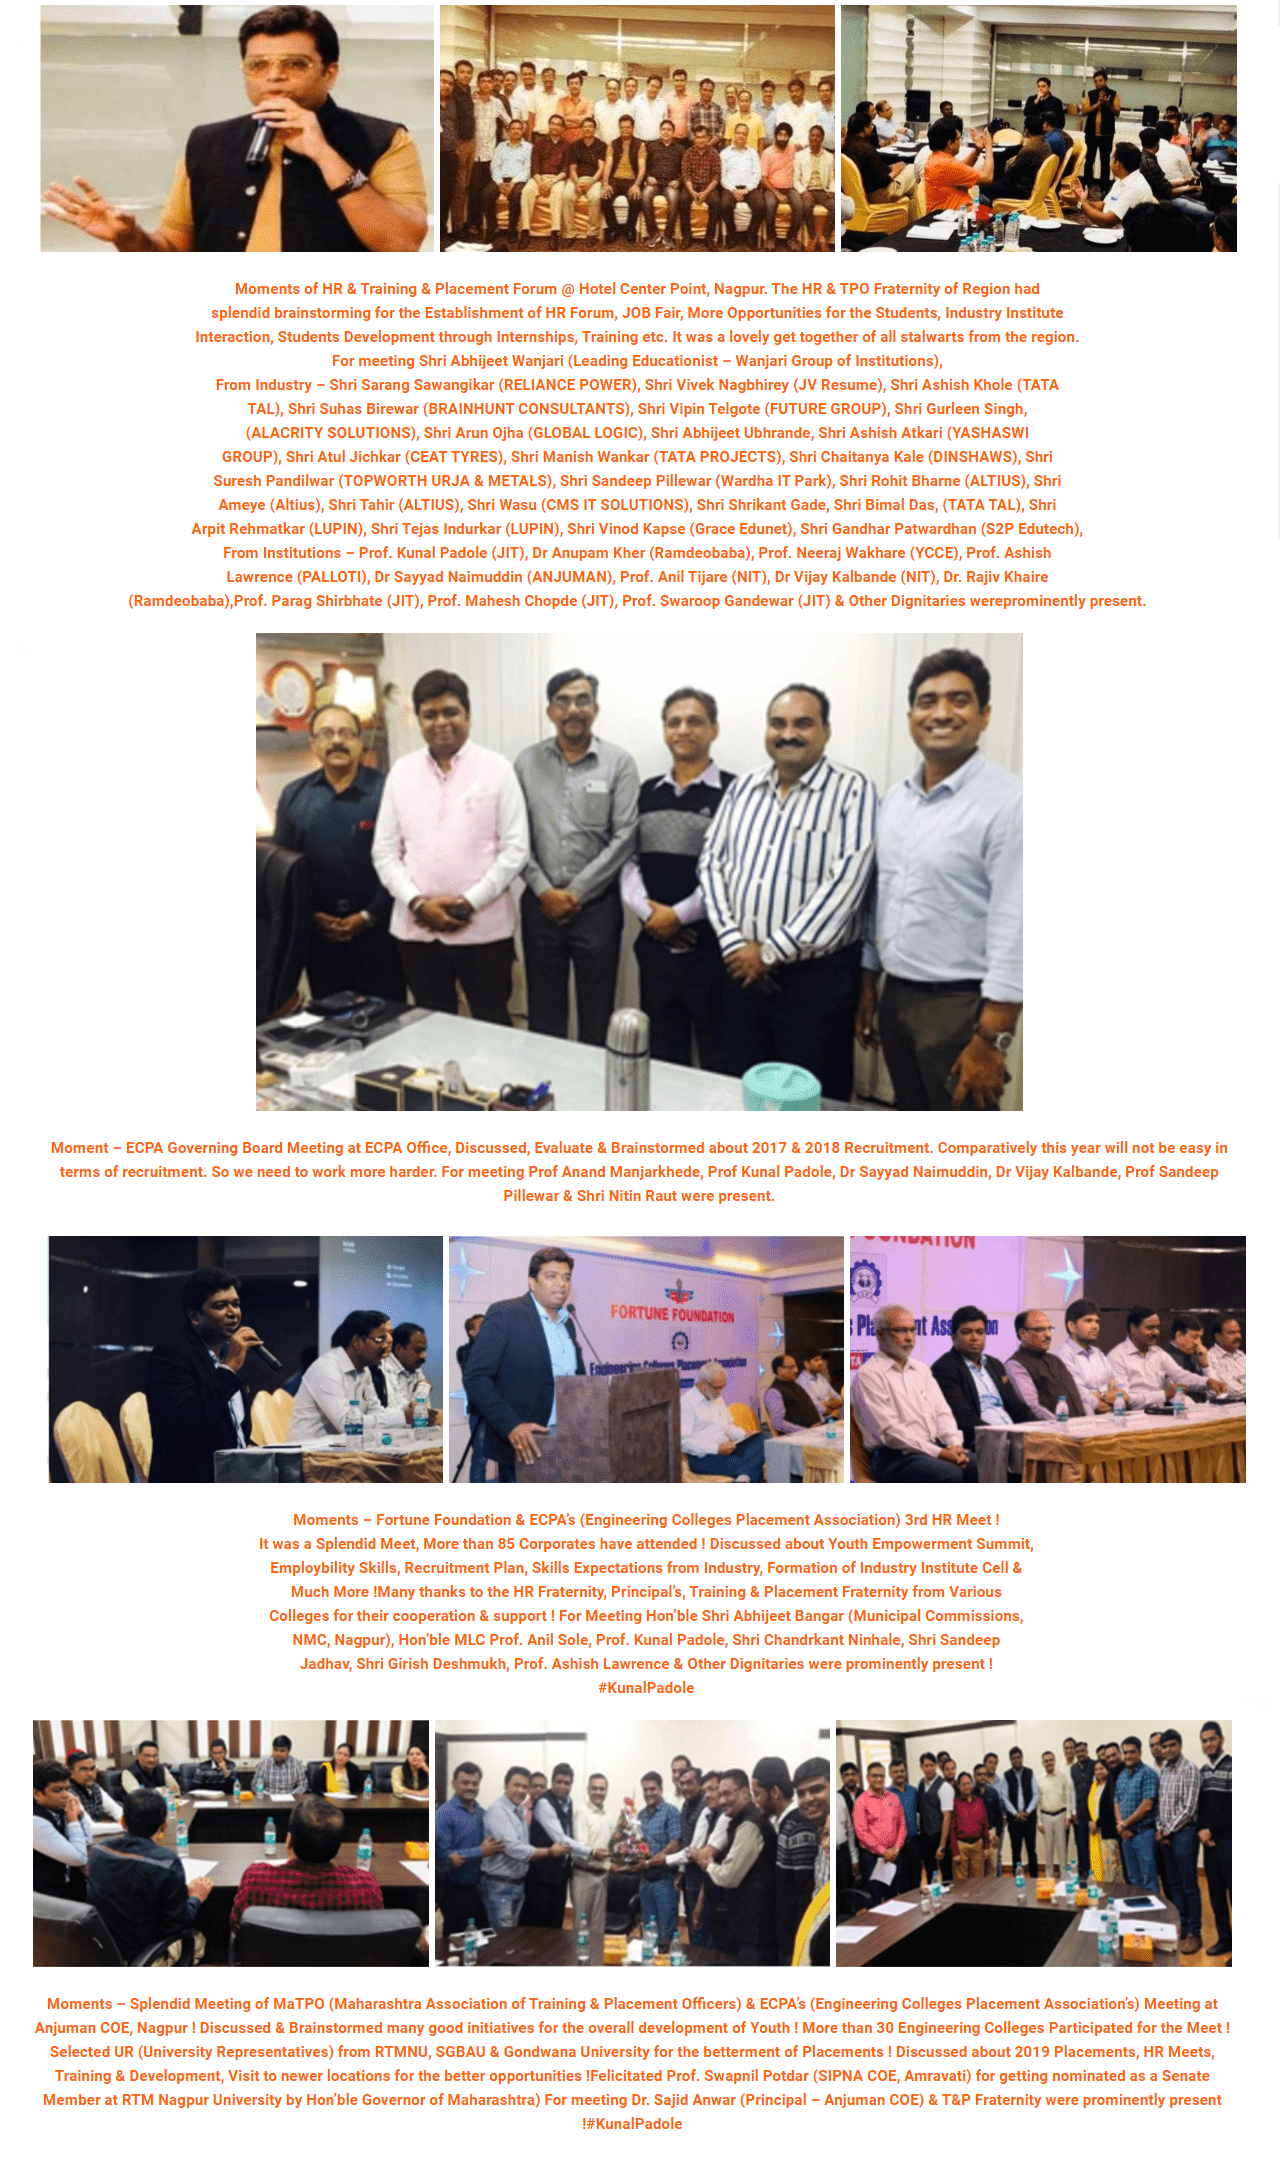 Moments of HR & Training & Placement Forum @ Hotel Center Point, Nagpur. The HR & TPO Fraternity of Region had
splendid brainstorming for the Establishment of HR Forum, JOB Fair, More Opportunities for the Students, Industry Institute
Interaction, Students Development through Internships, Training etc. It was a lovely get together of all stalwarts from the region.
For meeting Shri Abhijeet Wanjari (Leading Educationist – Wanjari Group of Institutions),
From Industry – Shri Sarang Sawangikar (RELIANCE POWER), Shri Vivek Nagbhirey (JV Resume), Shri Ashish Khole (TATA
TAL), Shri Suhas Birewar (BRAINHUNT CONSULTANTS), Shri Vipin Telgote (FUTURE GROUP), Shri Gurleen Singh,
(ALACRITY SOLUTIONS), Shri Arun Ojha (GLOBAL LOGIC), Shri Abhijeet Ubhrande, Shri Ashish Atkari (YASHASWI
GROUP), Shri Atul Jichkar (CEAT TYRES), Shri Manish Wankar (TATA PROJECTS), Shri Chaitanya Kale (DINSHAWS), Shri
Suresh Pandilwar (TOPWORTH URJA & METALS), Shri Sandeep Pillewar (Wardha IT Park), Shri Rohit Bharne (ALTIUS), Shri
Ameye (Altius), Shri Tahir (ALTIUS), Shri Wasu (CMS IT SOLUTIONS), Shri Shrikant Gade, Shri Bimal Das, (TATA TAL), Shri
Arpit Rehmatkar (LUPIN), Shri Tejas Indurkar (LUPIN), Shri Vinod Kapse (Grace Edunet), Shri Gandhar Patwardhan (S2P Edutech),
From Institutions – Prof. Kunal Padole (JIT), Dr Anupam Kher (Ramdeobaba), Prof. Neeraj Wakhare (YCCE), Prof. Ashish
Lawrence (PALLOTI), Dr Sayyad Naimuddin (ANJUMAN), Prof. Anil Tijare (NIT), Dr Vijay Kalbande (NIT), Dr. Rajiv Khaire
(Ramdeobaba),Prof. Parag Shirbhate (JIT), Prof. Mahesh Chopde (JIT), Prof. Swaroop Gandewar (JIT) & Other Dignitaries wereprominently present.
Moment – ECPA Governing Board Meeting at ECPA Office, Discussed, Evaluate & Brainstormed about 2017 & 2018 Recruitment. Comparatively this year will not be easy in
terms of recruitment. So we need to work more harder. For meeting Prof Anand Manjarkhede, Prof Kunal Padole, Dr Sayyad Naimuddin, Dr Vijay Kalbande, Prof Sandeep
Pillewar & Shri Nitin Raut were present.
FORTUNE FOUNDATION
Engineering Colleges Placement Association
FOUNDATION
s Placement Association
Moments – Fortune Foundation & ECPA's (Engineering Colleges Placement Association) 3rd HR Meet !
It was a Splendid Meet, More than 85 Corporates have attended ! Discussed about Youth Empowerment Summit,
Employbility Skills, Recruitment Plan, Skills Expectations from Industry, Formation of Industry Institute Cell &
Much More !Many thanks to the HR Fraternity, Principal's, Training & Placement Fraternity from Various
Colleges for their cooperation & support ! For Meeting Hon'ble Shri Abhijeet Bangar (Municipal Commissions,
NMC, Nagpur), Hon'ble MLC Prof. Anil Sole, Prof. Kunal Padole, Shri Chandrkant Ninhale, Shri Sandeep
Jadhav, Shri Girish Deshmukh, Prof. Ashish Lawrence & Other Dignitaries were prominently present !
#KunalPadole
Moments – Splendid Meeting of MaTPO (Maharashtra Association of Training & Placement Officers) & ECPA's (Engineering Colleges Placement Association's) Meeting at
Anjuman COE, Nagpur ! Discussed & Brainstormed many good initiatives for the overall development of Youth ! More than 30 Engineering Colleges Participated for the Meet !
Selected UR (University Representatives) from RTMNU, SGBAU & Gondwana University for the betterment of Placements ! Discussed about 2019 Placements, HR Meets,
Training & Development, Visit to newer locations for the better opportunities !Felicitated Prof. Swapnil Potdar (SIPNA COE, Amravati) for getting nominated as a Senate
Member at RTM Nagpur University by Hon'ble Governor of Maharashtra) For meeting Dr. Sajid Anwar (Principal – Anjuman COE) & T&P Fraternity were prominently present
!#KunalPadole